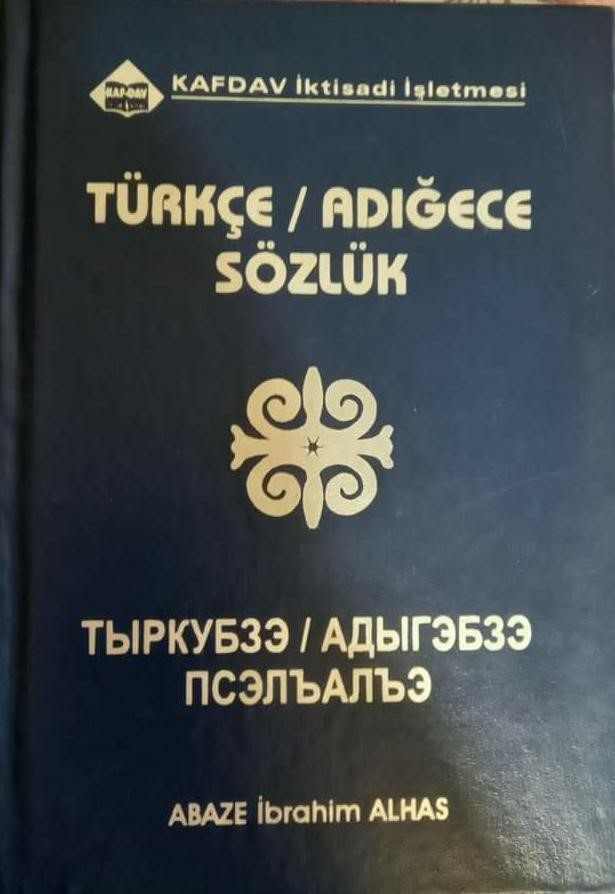 KAF-DAV
KAFDAV İktisadi İşletmesi
TÜRKÇE / ADIĞECE
SÖZLÜK
ТЫРКУБЗЭ / АДЫГЭБЗЭ
ПСЭЛЪАЛЪЭ
ABAZE İbrahim ALHAS